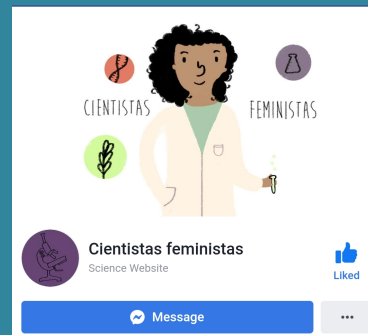 CIENTISTAS FEMINISTAS
Cientistas feministas
Science Website
Liked
Message